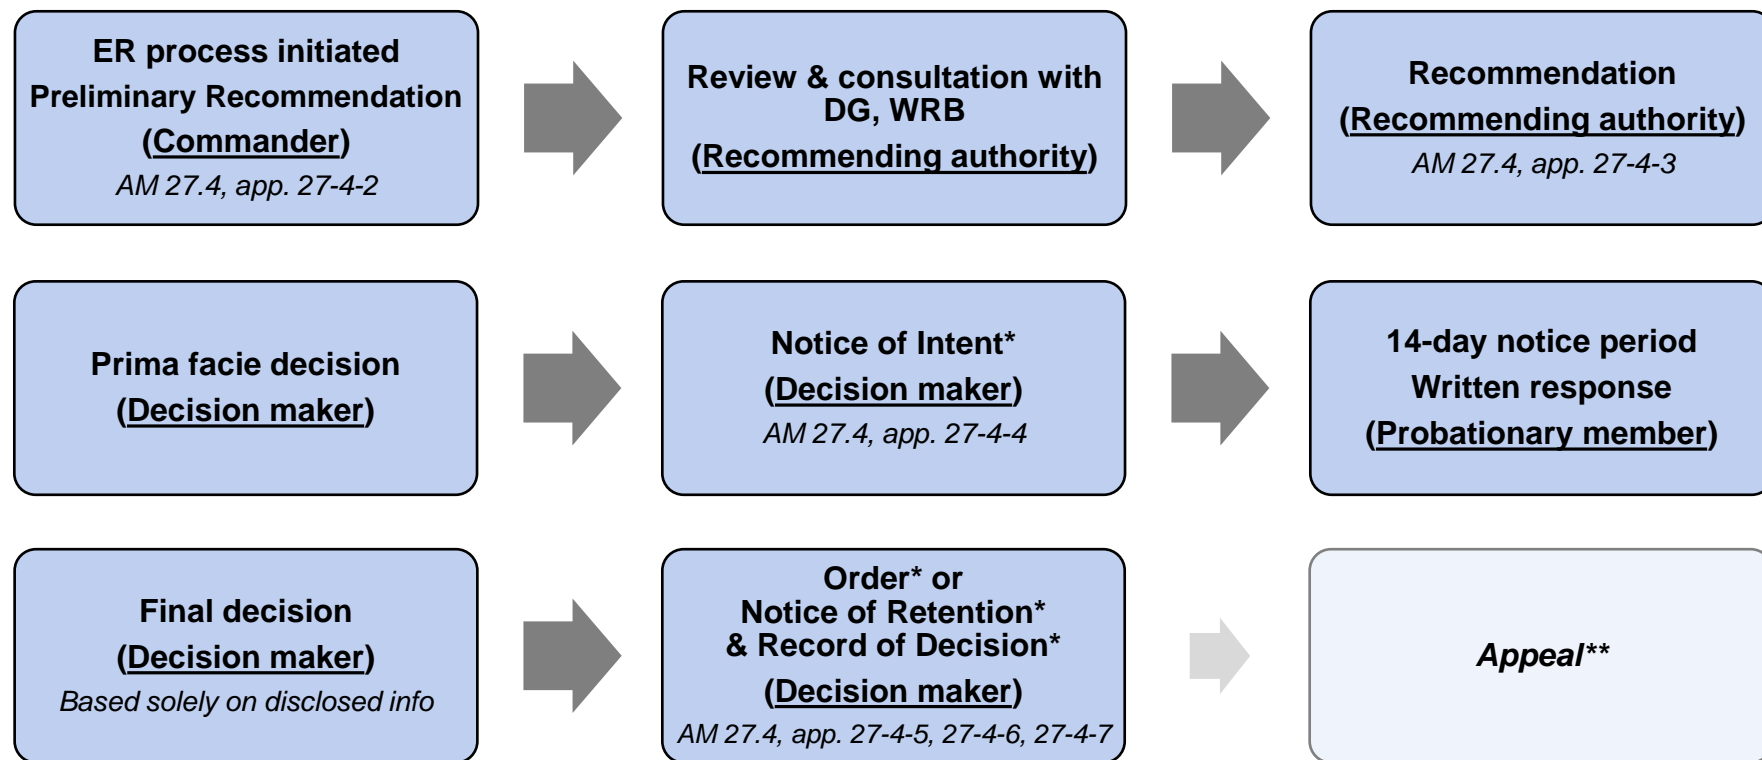 ER process initiated
Preliminary Recommendation
(Commander)
AM 27.4, app. 27-4-2
Review & consultation with
DG, WRB
(Recommending authority)
Recommendation
(Recommending authority)
AM 27.4, app. 27-4-3
Prima facie decision
(Decision maker)
Notice of Intent*
(Decision maker)
AM 27.4, app. 27-4-4
14-day notice period
Written response
(Probationary member)
Final decision
(Decision maker)
Based solely on disclosed info
Order* or
Notice of Retention*
& Record of Decision*
(Decision maker)
AM 27.4, app. 27-4-5, 27-4-6, 27-4-7
Appeal**